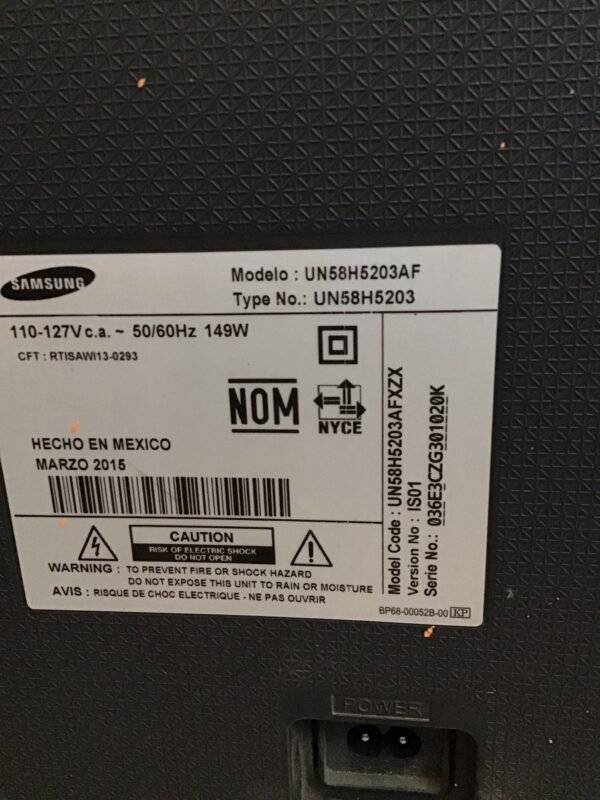 SAMSUNG
Modelo : UN58H5203AF
Type No.: UN58H5203
110-127V c.a. ~ 50/60Hz 149W
CFT : RTISAWI13-0293
NOM
NYCE
HECHO EN MEXICO
MARZO 2015
CAUTION
RISK OF ELECTRIC SHOCK
DO NOT OPEN
WARNING : TO PREVENT FIRE OR SHOCK HAZARD
DO NOT EXPOSE THIS UNIT TO RAIN OR MOISTURE
AVIS : RISQUE DE CHOC ELECTRIQUE - NE PAS OUVRIR
Model Code : UN58H5203AFXZX
Version No : IS01
Serie No.: 036E3CZG301020K
BP68-00052B-00 KP
POWER